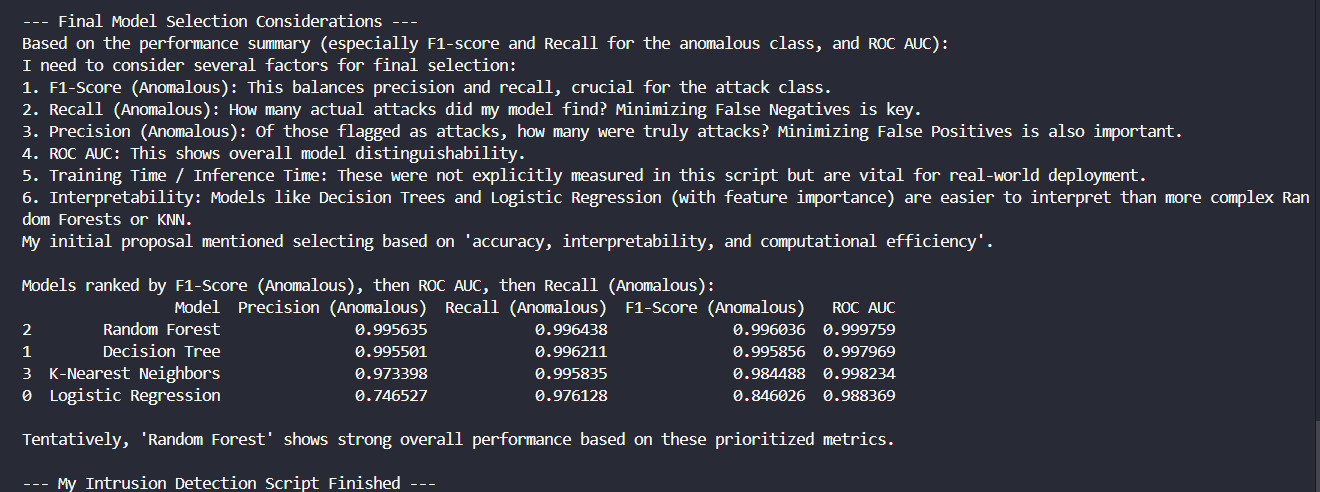 --- Final Model Selection Considerations ---
Based on the performance summary (especially F1-score and Recall for the anomalous class, and ROC AUC):
I need to consider several factors for final selection:
1. F1-Score (Anomalous): This balances precision and recall, crucial for the attack class.
2. Recall (Anomalous): How many actual attacks did my model find? Minimizing False Negatives is key.
3. Precision (Anomalous): Of those flagged as attacks, how many were truly attacks? Minimizing False Positives is also important.
4. ROC AUC: This shows overall model distinguishability.
5. Training Time / Inference Time: These were not explicitly measured in this script but are vital for real-world deployment.
6. Interpretability: Models like Decision Trees and Logistic Regression (with feature importance) are easier to interpret than more complex Ran
dom Forests or KNN.
My initial proposal mentioned selecting based on 'accuracy, interpretability, and computational efficiency'.

Models ranked by F1-Score (Anomalous), then ROC AUC, then Recall (Anomalous):
                 Model  Precision (Anomalous)  Recall (Anomalous)  F1-Score (Anomalous)   ROC AUC
2        Random Forest               0.995635            0.996438              0.996036  0.999759
1        Decision Tree               0.995501            0.996211              0.995856  0.997969
3  K-Nearest Neighbors               0.973398            0.995835              0.984488  0.998234
0  Logistic Regression               0.746527            0.976128              0.846026  0.988369

Tentatively, 'Random Forest' shows strong overall performance based on these prioritized metrics.

--- My Intrusion Detection Script Finished ---